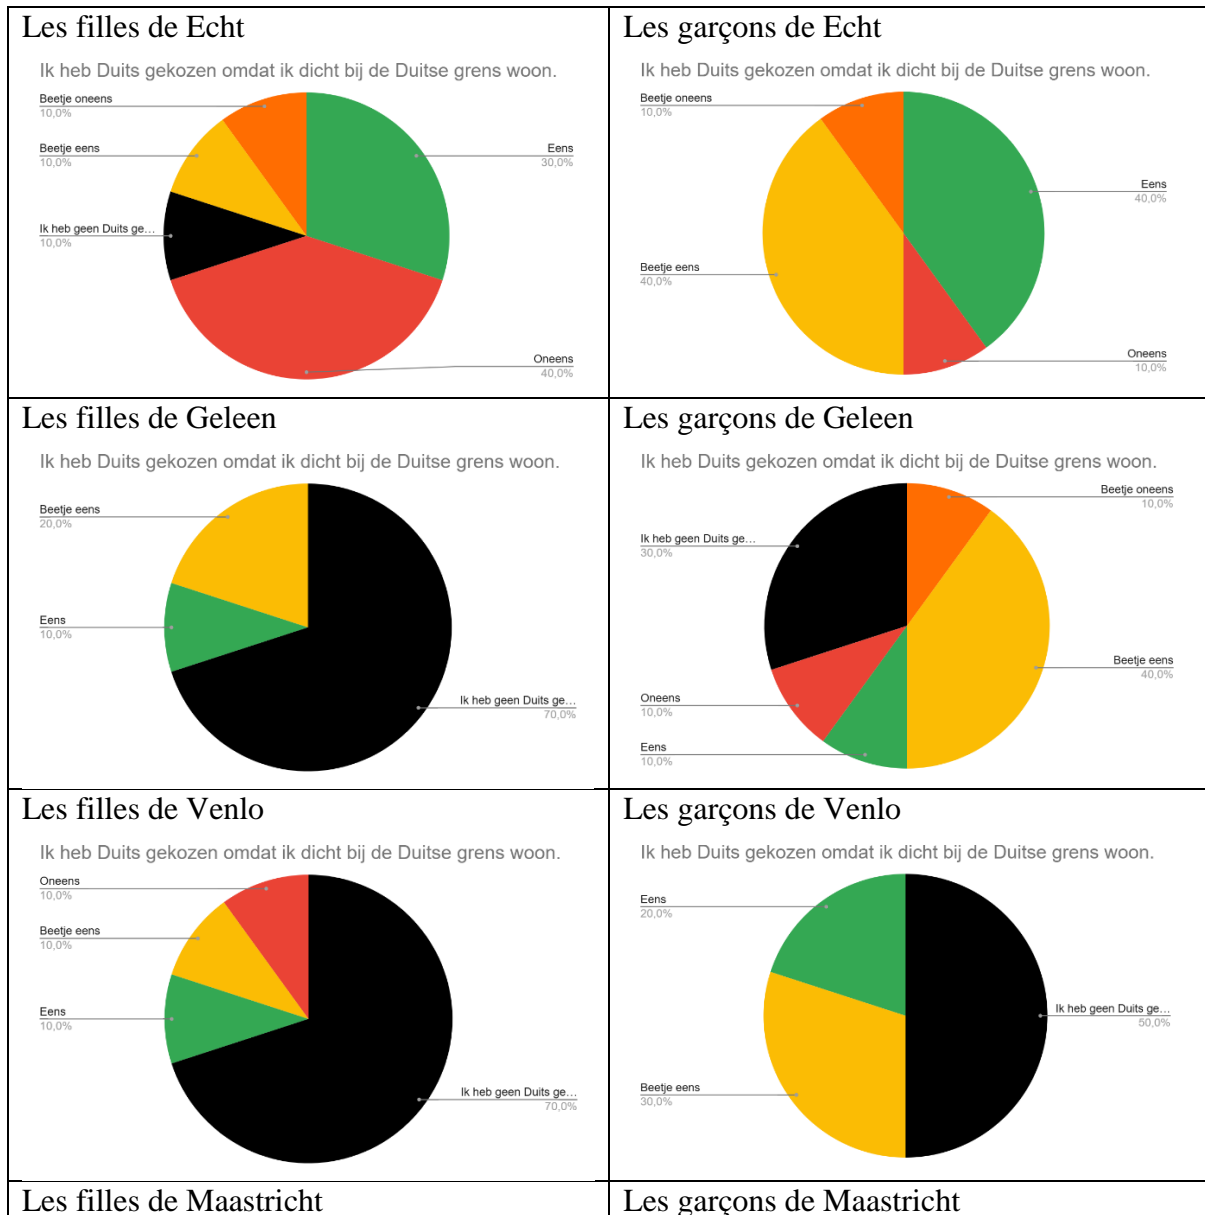 Les filles de Echt
Ik heb Duits gekozen omdat ik dicht bij de Duitse grens woon.
Beetje oneens
10,0%
Beetje eens
10,0%
Ik heb geen Duits ge…
10,0%
Eens
30,0%
Oneens
40,0%
Les garçons de Echt
Ik heb Duits gekozen omdat ik dicht bij de Duitse grens woon.
Beetje oneens
10,0%
Beetje eens
40,0%
Eens
40,0%
Oneens
10,0%
Les filles de Geleen
Ik heb Duits gekozen omdat ik dicht bij de Duitse grens woon.
Beetje eens
20,0%
Eens
10,0%
Ik heb geen Duits ge…
70,0%
Les garçons de Geleen
Ik heb Duits gekozen omdat ik dicht bij de Duitse grens woon.
Ik heb geen Duits ge…
30,0%
Oneens
10,0%
Eens
10,0%
Beetje oneens
10,0%
Beetje eens
40,0%
Les filles de Venlo
Ik heb Duits gekozen omdat ik dicht bij de Duitse grens woon.
Oneens
10,0%
Beetje eens
10,0%
Eens
10,0%
Ik heb geen Duits ge…
70,0%
Les garçons de Venlo
Ik heb Duits gekozen omdat ik dicht bij de Duitse grens woon.
Eens
20,0%
Beetje eens
30,0%
Ik heb geen Duits ge…
50,0%
Les filles de Maastricht
Les garçons de Maastricht